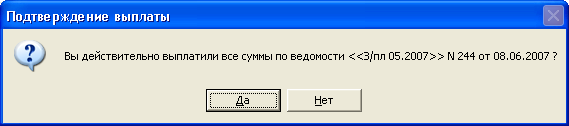 Подтверждение выплаты
Вы действительно выплатили все суммы по ведомости <<З/пл 05.2007>> N 244 от 08.06.2007 ?
Да Нет